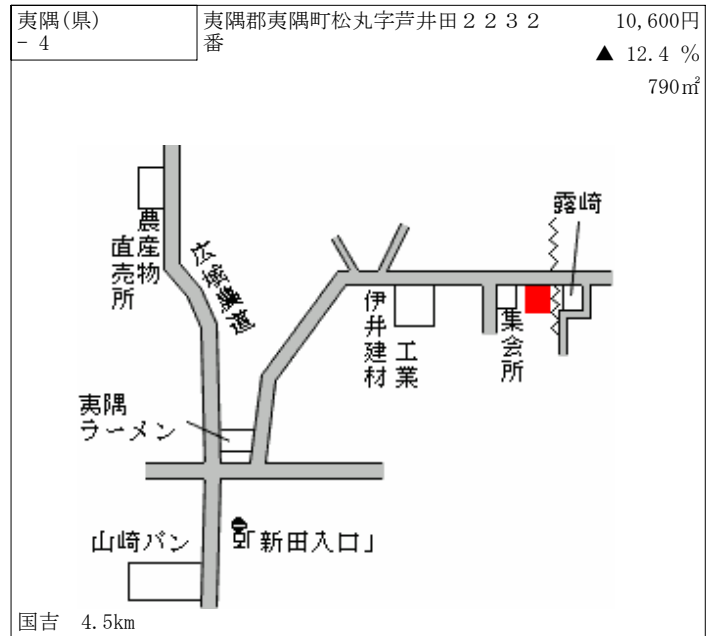 夷隅(県)
- 4
夷隅郡夷隅町松丸字芦井田２２３２
番
10,600円
▲ 12.4 %
790㎡
露崎
農産物
直売所
広域農道
伊井建材
工業
集会所
夷隅
ラーメン
山崎パン
「新田入口」
国吉 4.5km